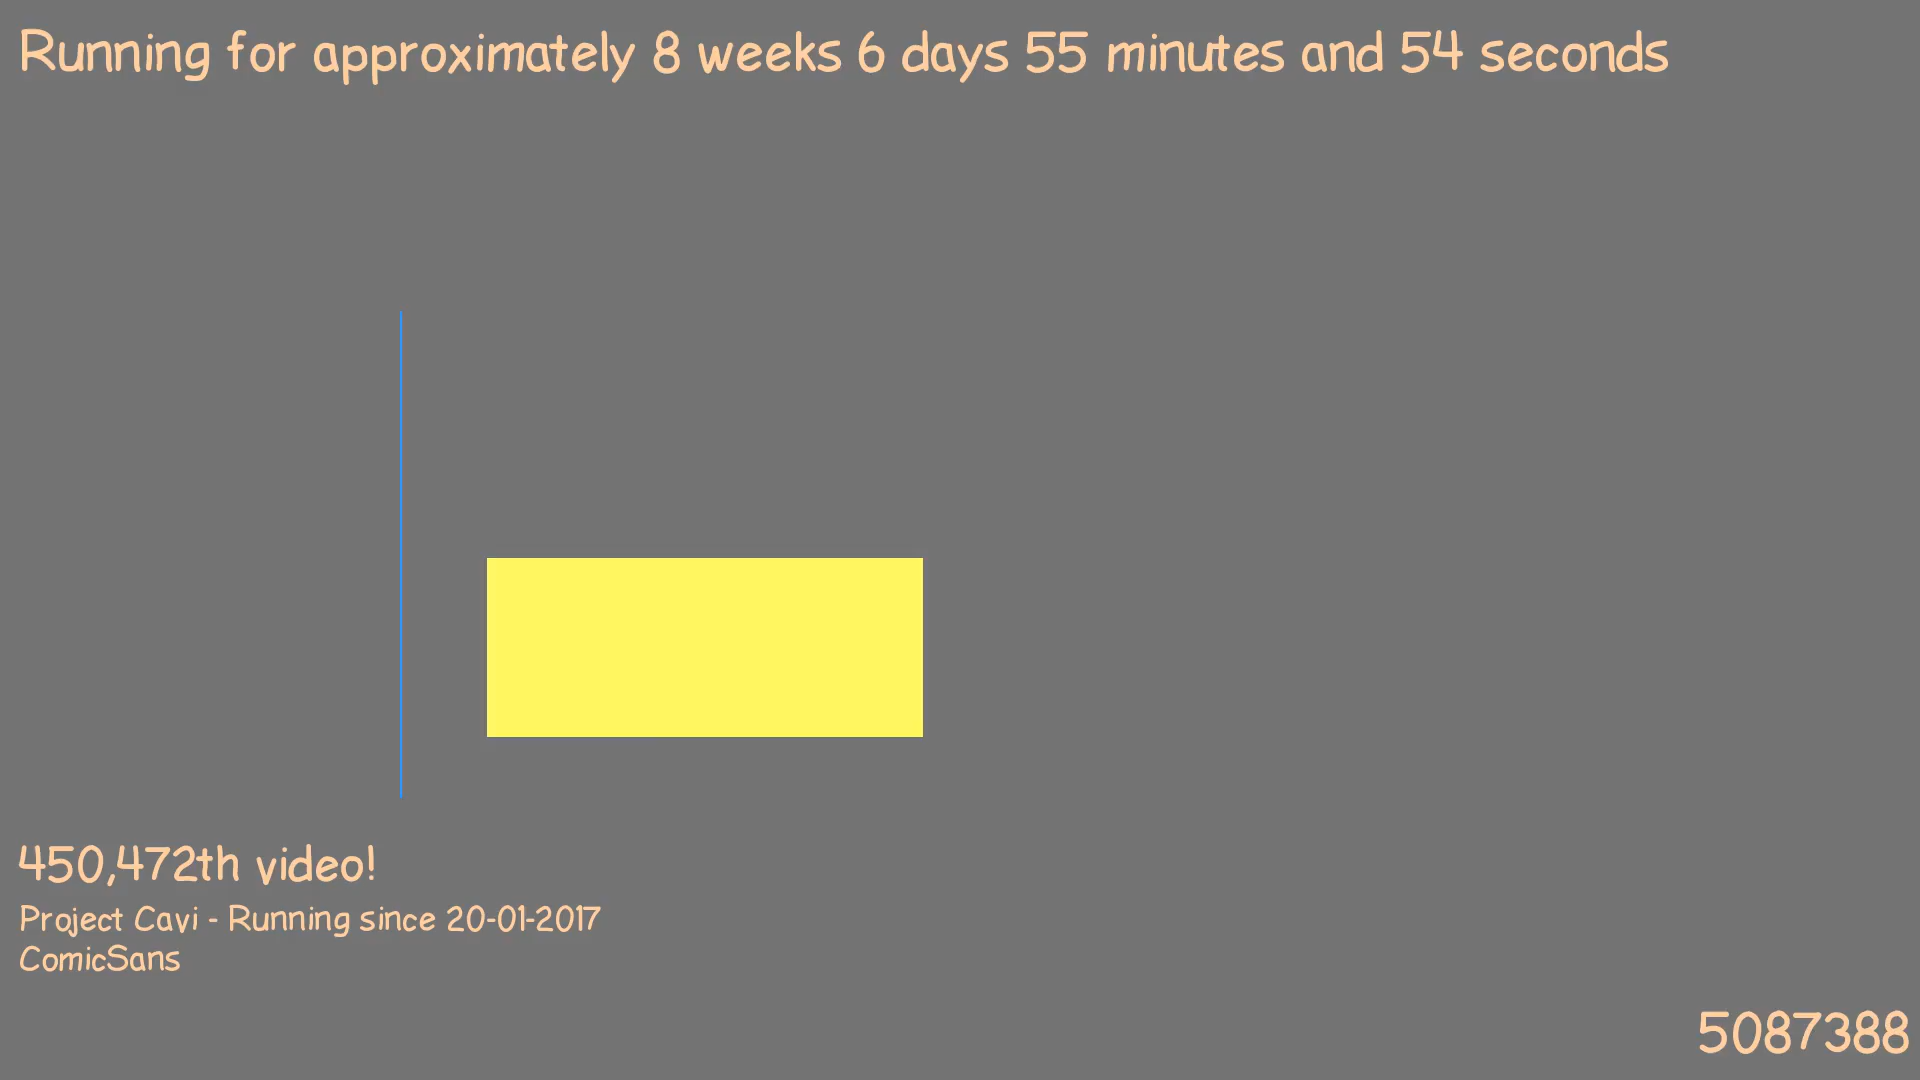 Running for approximately 8 weeks 6 days 55 minutes and 54 seconds
450,472th video!
Project Cavi - Running since 20-01-2017
ComicSans
5087388